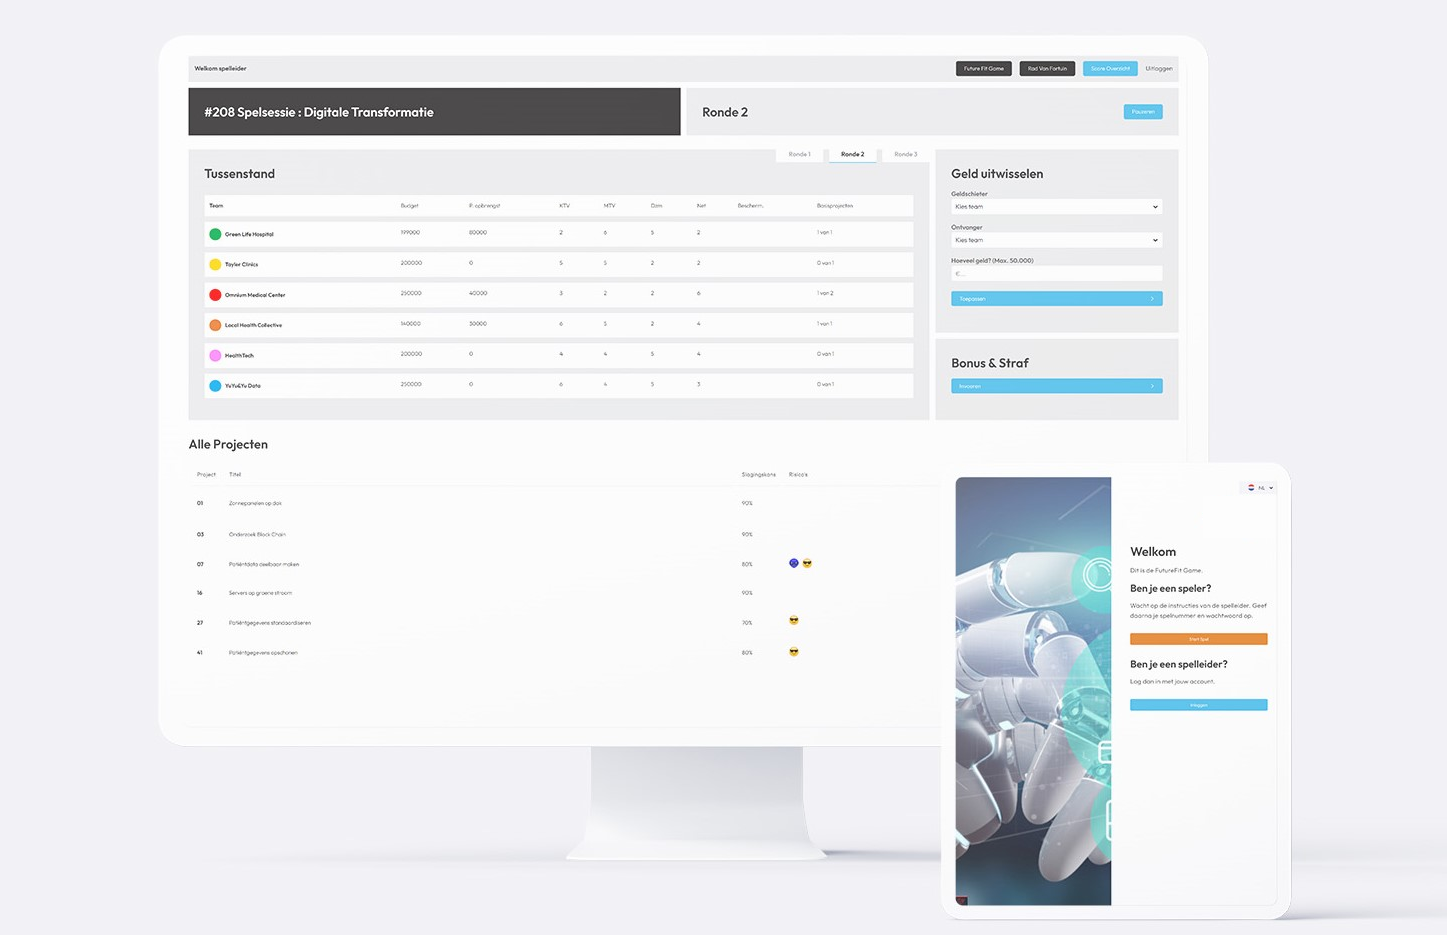 Welkom spelleider
Future Fit Game
Rad Van Fortuin
Score Overzicht
Uitloggen
#208 Spelsessie : Digitale Transformatie
Ronde 2
Pauzeren
Ronde 1
Ronde 2
Ronde 3
Tussenstand
Team Budget P. opbrengst KTV MTV Dzm Net Bescherm. Basisprojecten
Green Life Hospital 199000 80000 2 6 5 2 1 van 1
Taylor Clinics 200000 0 5 5 2 2 0 van 1
Omnium Medical Center 250000 40000 3 2 2 6 1 van 2
Local Health Collective 140000 30000 6 5 2 4 1 van 1
HealthTech 200000 0 4 4 5 4 0 van 1
YuYu&Yu Data 250000 0 6 4 5 3 0 van 1
Geld uitwisselen
Geldschieter
Kies team
Ontvanger
Kies team
Hoeveel geld? (Max. 50.000)
€...
Toepassen
Bonus & Straf
Invoeren
Alle Projecten
Project Titel Slagingskans Risico's
01 Zonnepanelen op dak 90%
03 Onderzoek Block Chain 90%
07 Patiëntdata deelbaar maken 80%
16 Servers op groene stroom 90%
27 Patiëntgegevens standaardiseren 70%
41 Patiëntgegevens opschonen 80%
NL
Welkom
Dit is de FutureFit Game.
Ben je een speler?
Wacht op de instructies van de spelleider. Geef
daarna je spelnummer en wachtwoord op.
Start Spel
Ben je een spelleider?
Log dan in met jouw account.
Inloggen